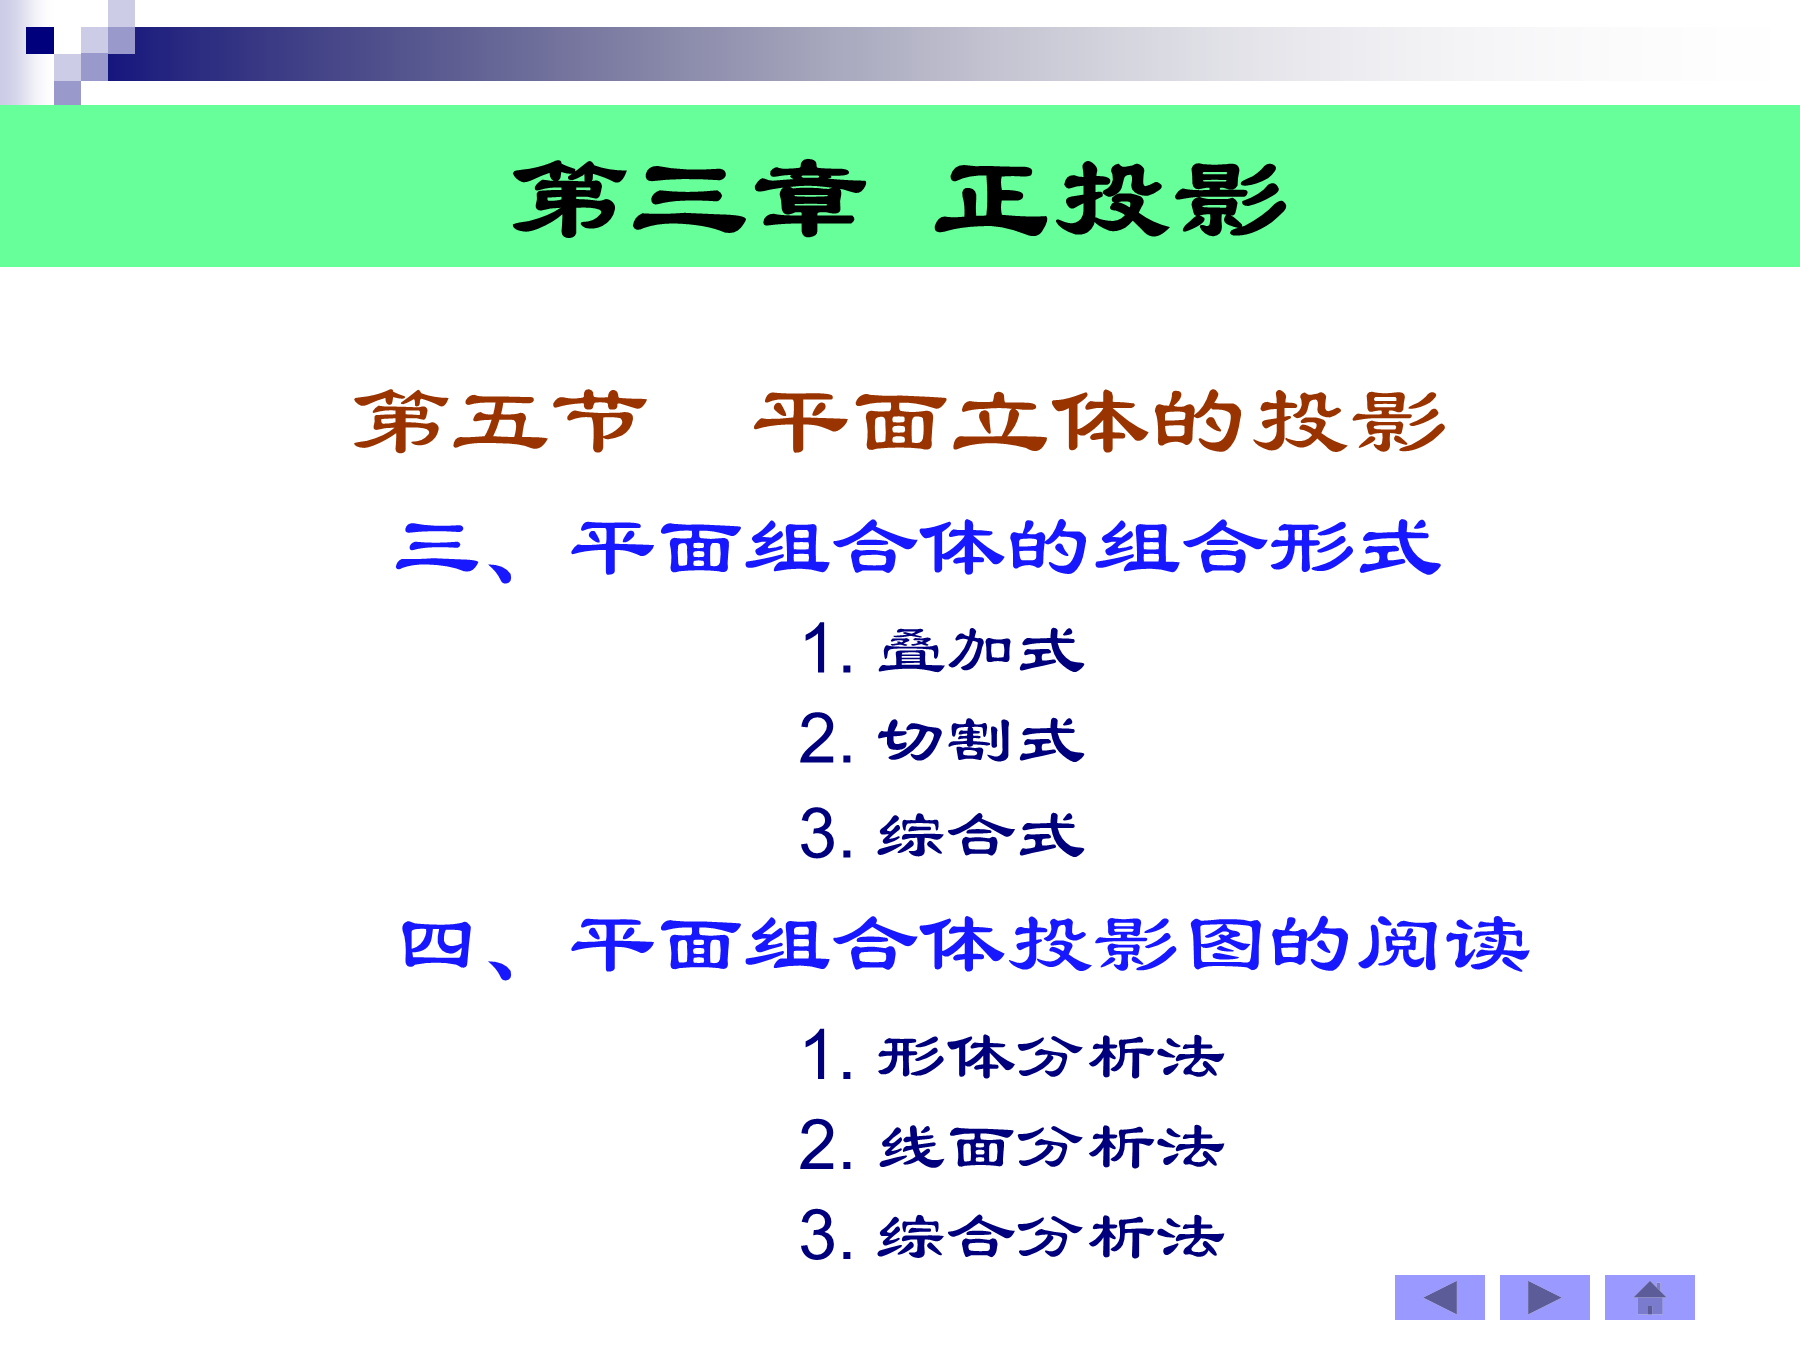 第三章 正投影
第五节 平面立体的投影
三、平面组合体的组合形式
1. 叠加式
2. 切割式
3. 综合式
四、平面组合体投影图的阅读
1. 形体分析法
2. 线面分析法
3. 综合分析法